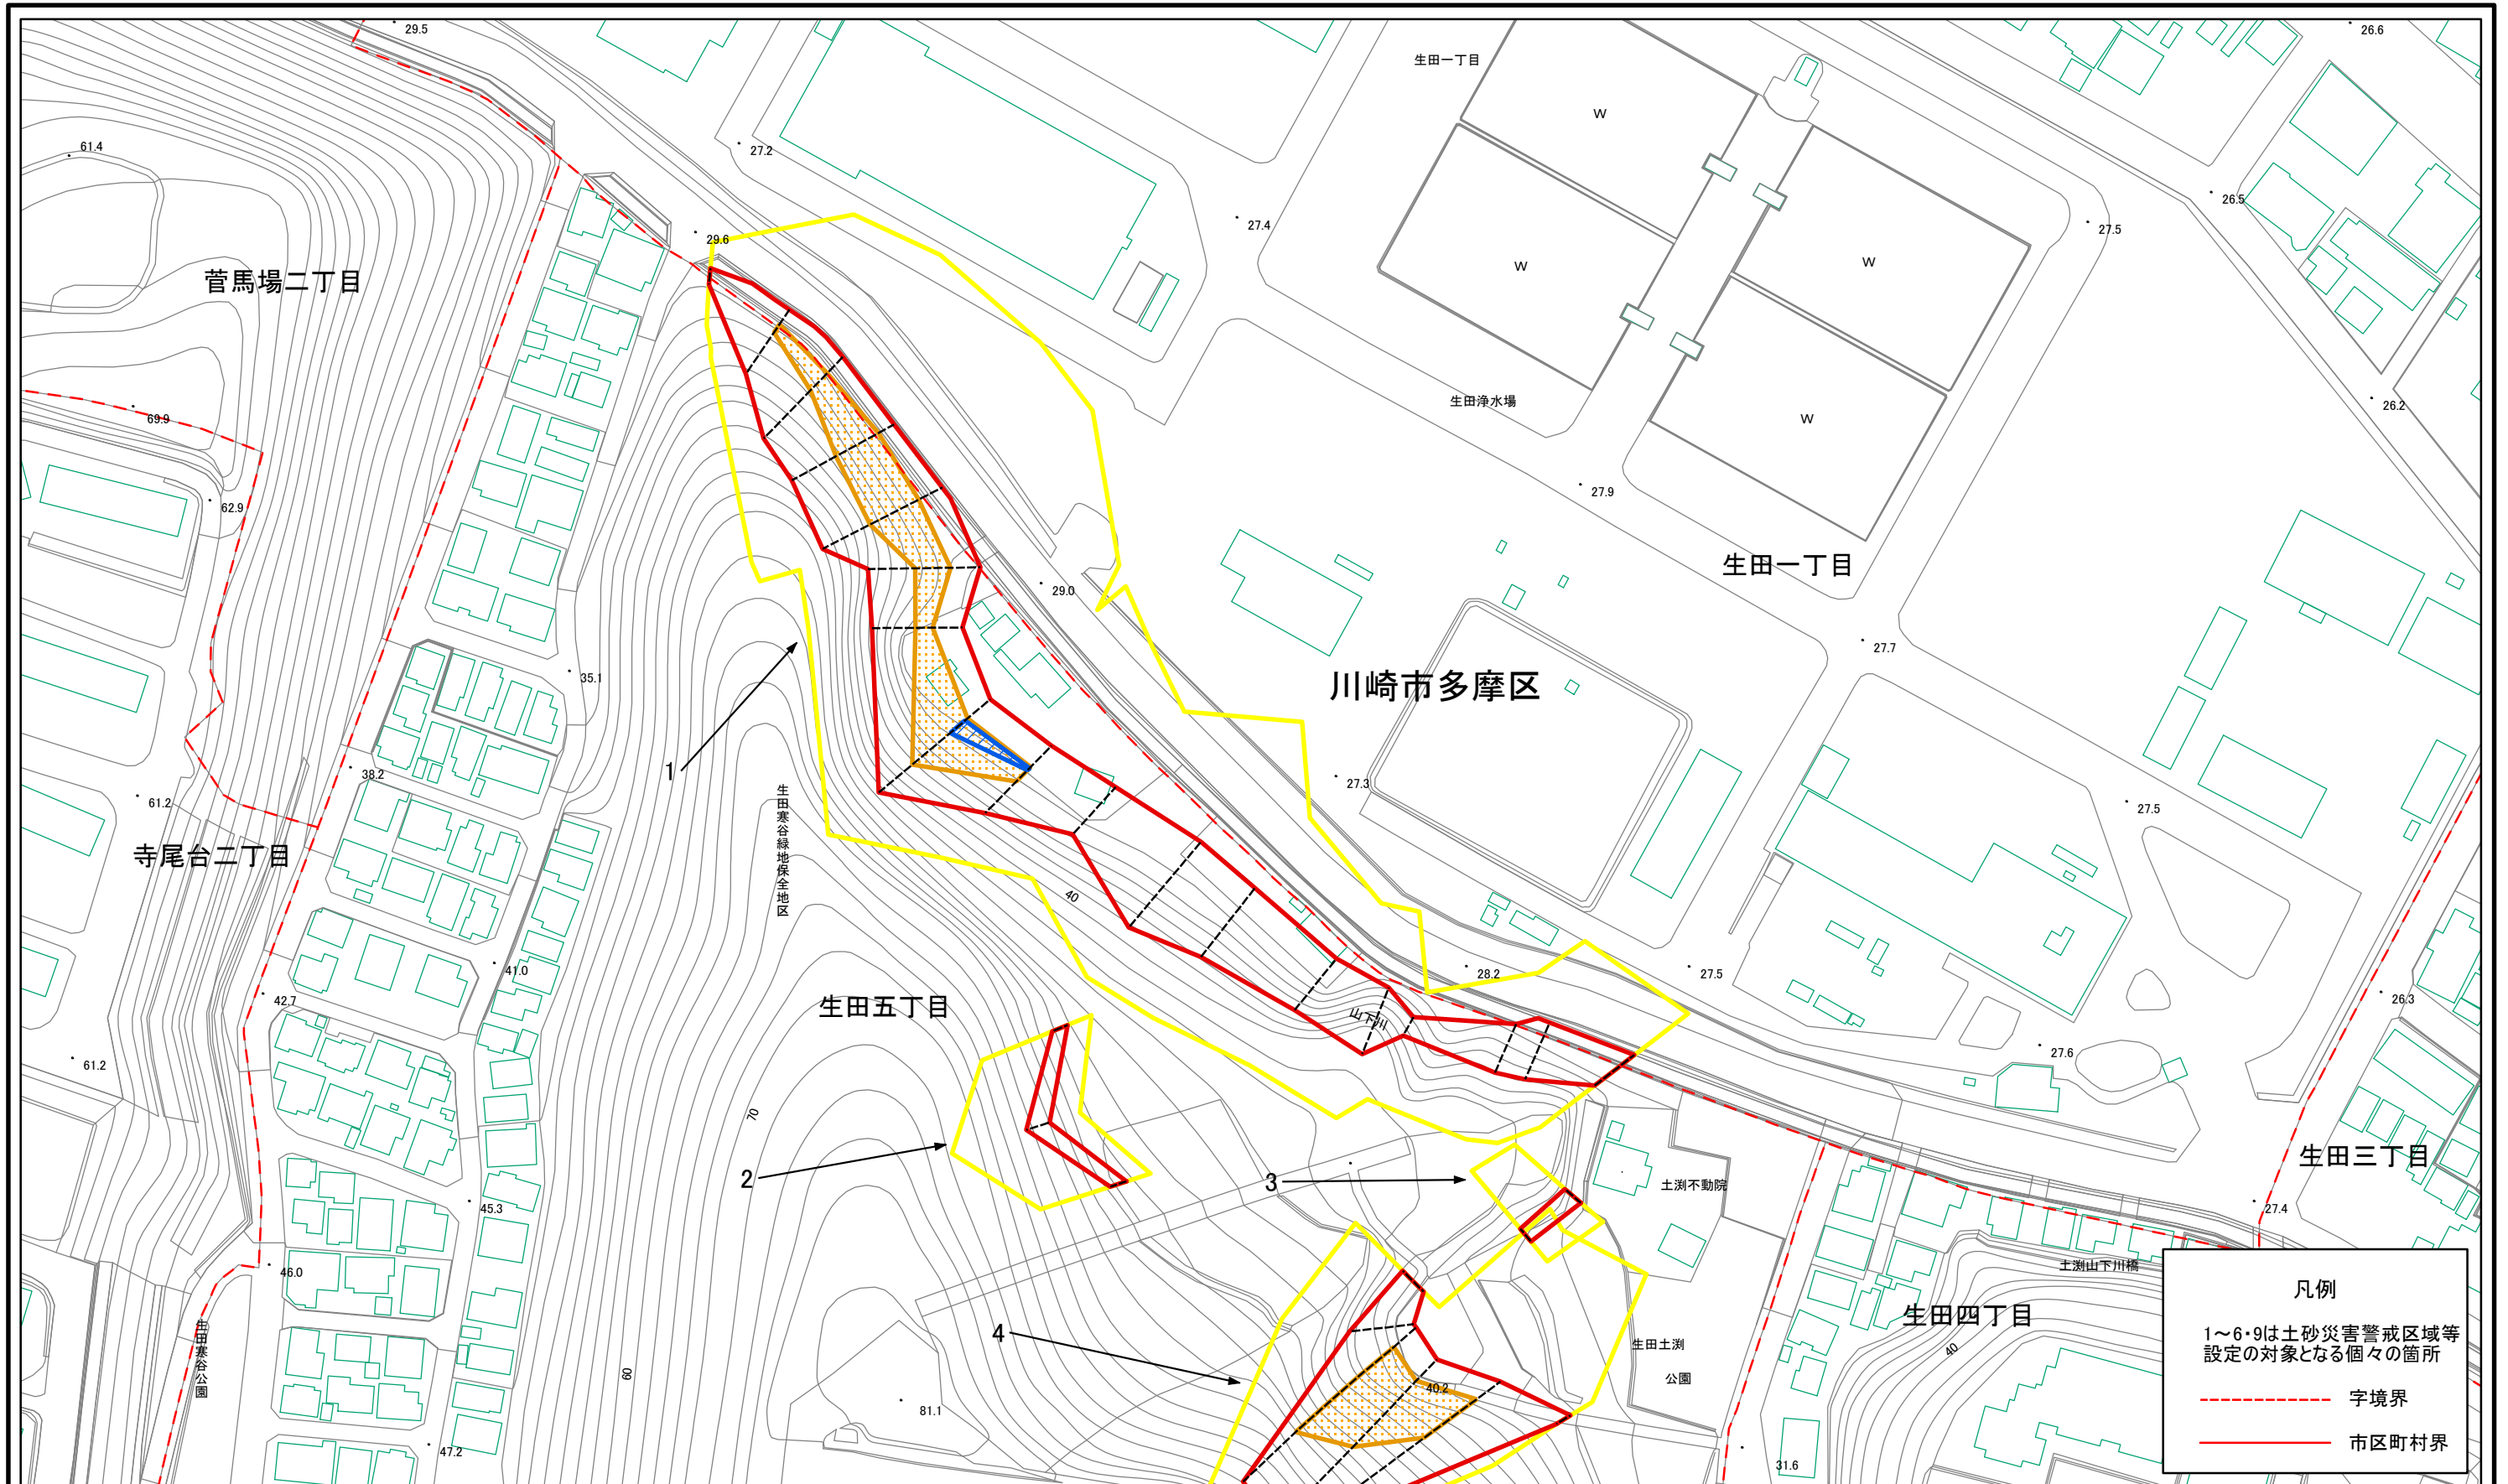 29.5
26.6
生田一丁目
W
61.4
27.2
26.5
27.4
27.5
29.6
W
W
菅馬場二丁目
生田浄水場
26.2
69.9
W
27.9
62.9
生田一丁目
29.0
27.7
35.1
川崎市多摩区
1
38.2
27.3
61.2
27.5
生田寒谷緑地保全地区
寺尾台二丁目
40
41.0
28.2
27.5
42.7
生田五丁目
26.3
山下川
27.6
61.2
70
生田三丁目
2
3
土渕不動院
45.3
27.4
46.0
土渕山下川橋
凡例
生田四丁目
1～6・9は土砂災害警戒区域等
設定の対象となる個々の箇所
生田寒谷公園
4
生田土渕
公園
40
60
40.2
字境界
81.1
市区町村界
47.2
31.6